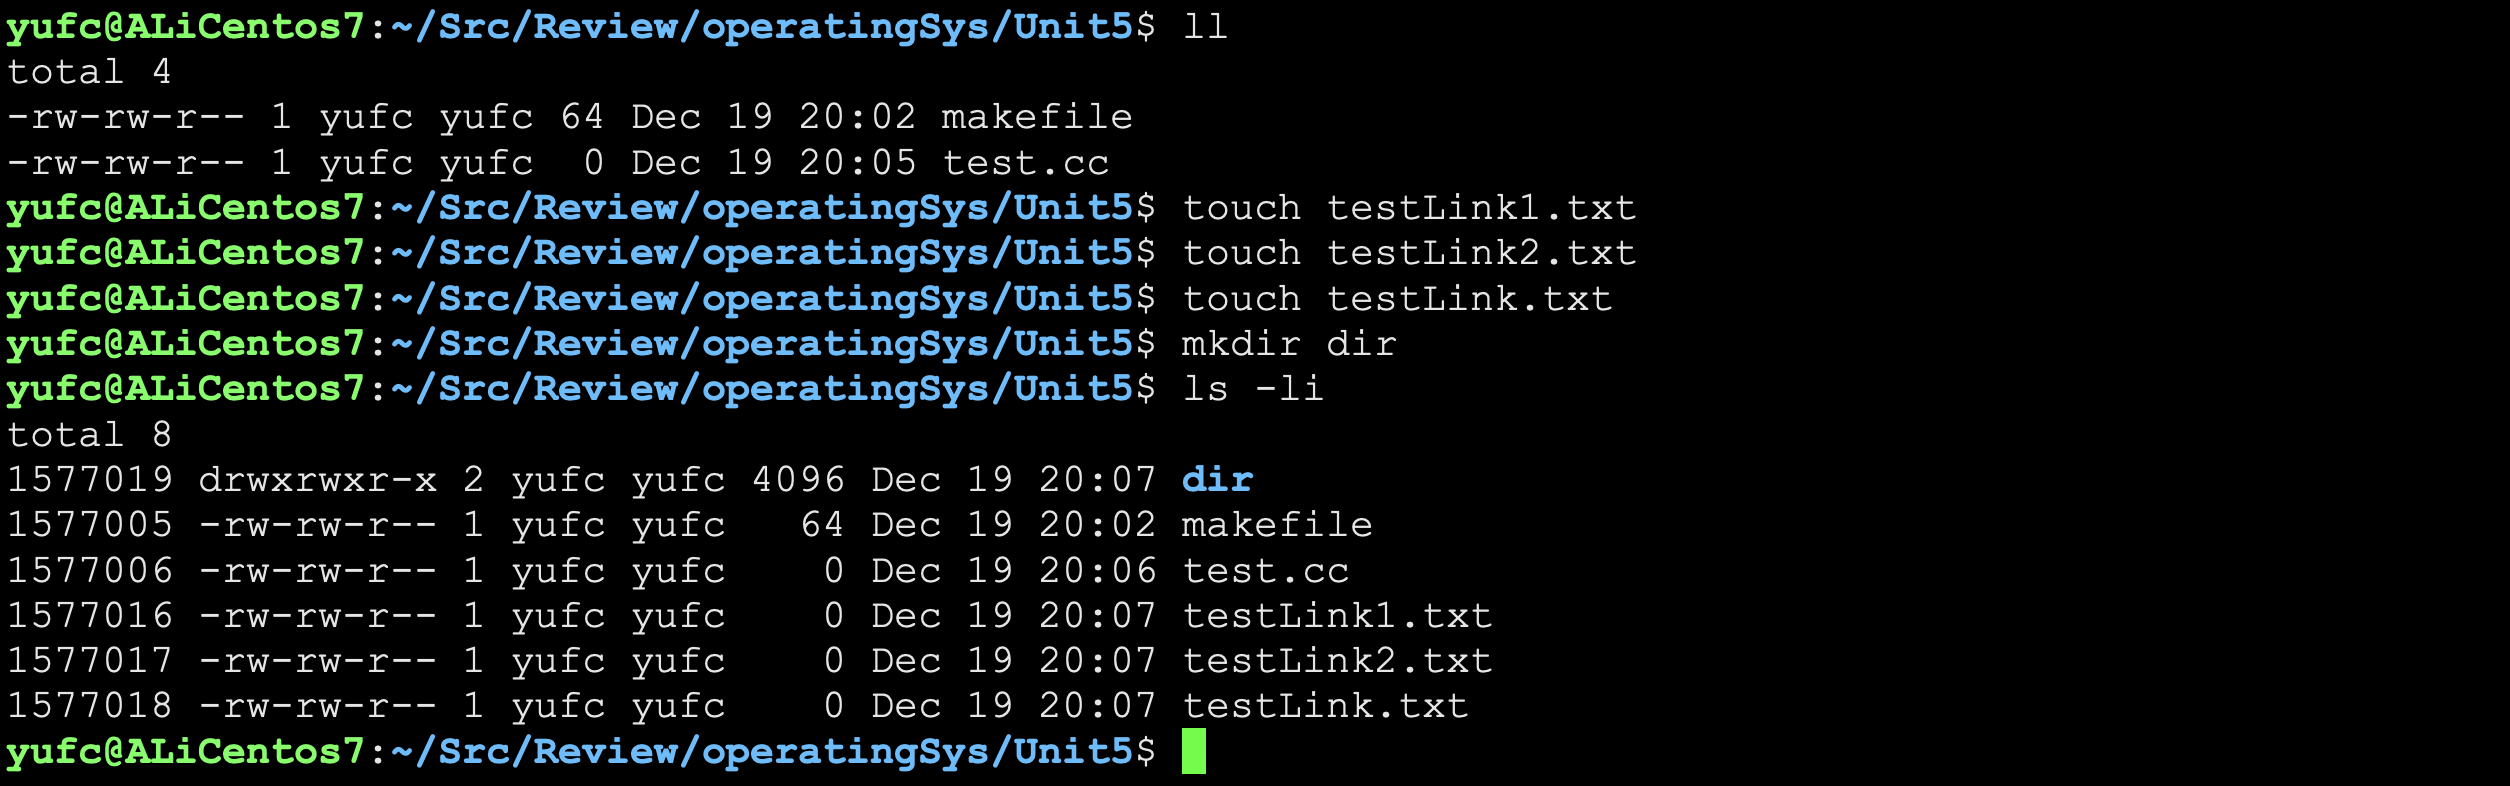 yufc@ALiCentos7:~/Src/Review/operatingSys/Unit5$ ll
total 4
-rw-rw-r-- 1 yufc yufc 64 Dec 19 20:02 makefile
-rw-rw-r-- 1 yufc yufc  0 Dec 19 20:05 test.cc
yufc@ALiCentos7:~/Src/Review/operatingSys/Unit5$ touch testLink1.txt
yufc@ALiCentos7:~/Src/Review/operatingSys/Unit5$ touch testLink2.txt
yufc@ALiCentos7:~/Src/Review/operatingSys/Unit5$ touch testLink.txt
yufc@ALiCentos7:~/Src/Review/operatingSys/Unit5$ mkdir dir
yufc@ALiCentos7:~/Src/Review/operatingSys/Unit5$ ls -li
total 8
1577019 drwxrwxr-x 2 yufc yufc 4096 Dec 19 20:07 dir
1577005 -rw-rw-r-- 1 yufc yufc   64 Dec 19 20:02 makefile
1577006 -rw-rw-r-- 1 yufc yufc    0 Dec 19 20:06 test.cc
1577016 -rw-rw-r-- 1 yufc yufc    0 Dec 19 20:07 testLink1.txt
1577017 -rw-rw-r-- 1 yufc yufc    0 Dec 19 20:07 testLink2.txt
1577018 -rw-rw-r-- 1 yufc yufc    0 Dec 19 20:07 testLink.txt
yufc@ALiCentos7:~/Src/Review/operatingSys/Unit5$